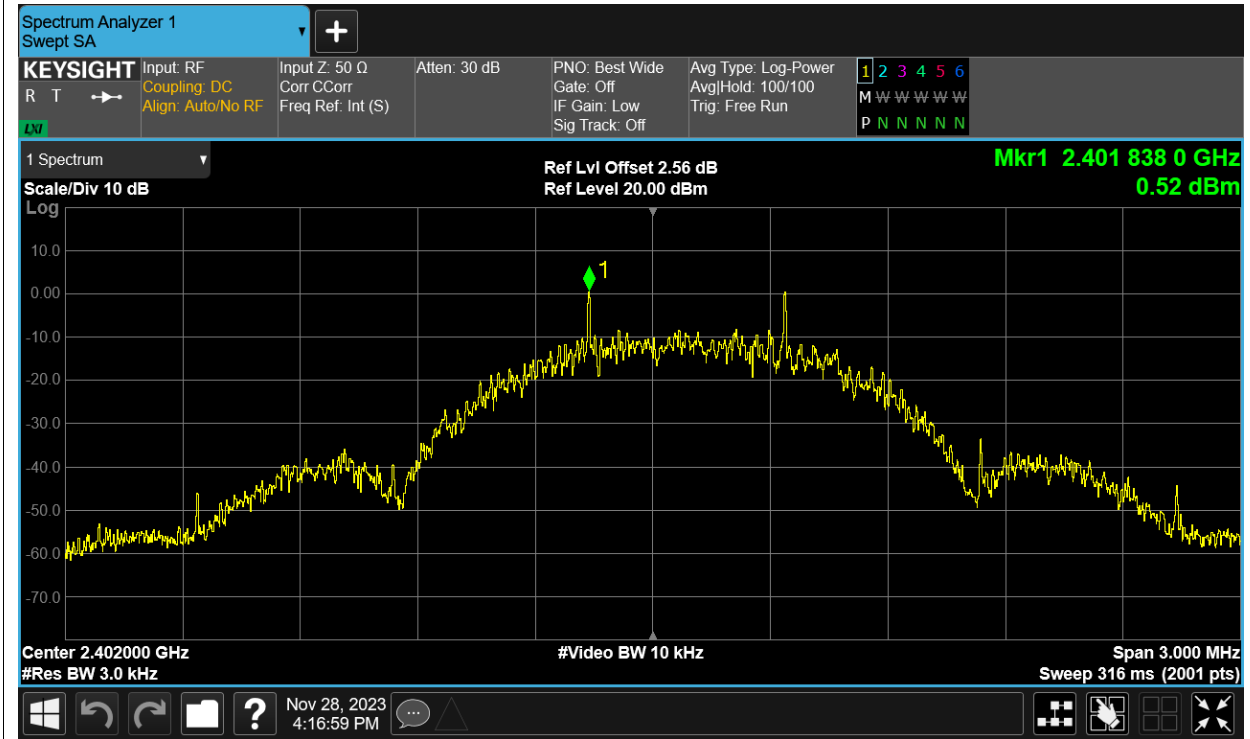 Spectrum Analyzer 1
Swept SA
KEYSIGHT
R T
LXI
Input: RF
Coupling: DC
Align: Auto/No RF
Input Z: 50 Ω
Corr CCorr
Freq Ref: Int (S)
Atten: 30 dB
PNO: Best Wide
Gate: Off
IF Gain: Low
Sig Track: Off
Avg Type: Log-Power
Avg|Hold: 100/100
Trig: Free Run
1 2 3 4 5 6
M W W W W W
P N N N N N
1 Spectrum
Scale/Div 10 dB
Log
Ref Lvl Offset 2.56 dB
Ref Level 20.00 dBm
Mkr1 2.401 838 0 GHz
0.52 dBm
1
10.0
0.00
-10.0
-20.0
-30.0
-40.0
-50.0
-60.0
-70.0
Center 2.402000 GHz
#Video BW 10 kHz
Span 3.000 MHz
#Res BW 3.0 kHz
Sweep 316 ms (2001 pts)
?
Nov 28, 2023
4:16:59 PM